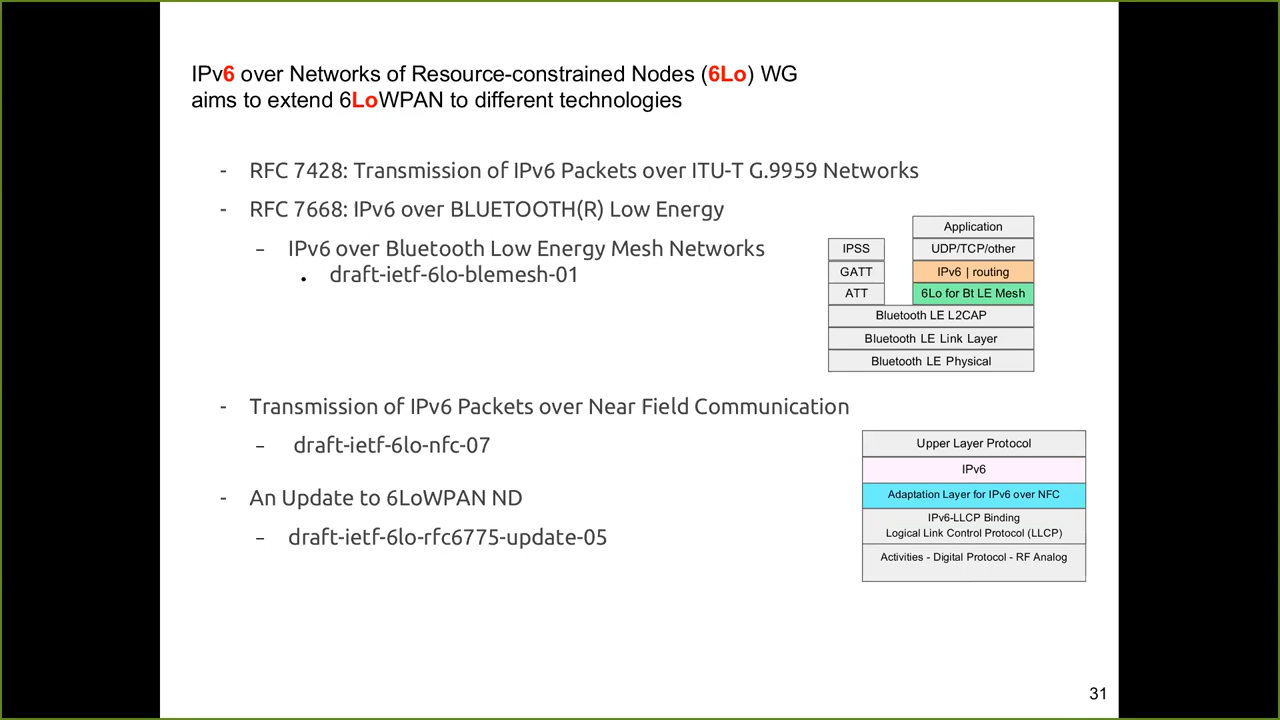 IPv6 over Networks of Resource-constrained Nodes (6Lo) WG
aims to extend 6LoWPAN to different technologies
- RFC 7428: Transmission of IPv6 Packets over ITU-T G.9959 Networks
- RFC 7668: IPv6 over BLUETOOTH(R) Low Energy
– IPv6 over Bluetooth Low Energy Mesh Networks
• draft-ietf-6lo-blemesh-01
Application
IPSS UDP/TCP/other
GATT IPv6 | routing
ATT 6Lo for Bt LE Mesh
Bluetooth LE L2CAP
Bluetooth LE Link Layer
Bluetooth LE Physical
- Transmission of IPv6 Packets over Near Field Communication
– draft-ietf-6lo-nfc-07
- An Update to 6LoWPAN ND
– draft-ietf-6lo-rfc6775-update-05
Upper Layer Protocol
IPv6
Adaptation Layer for IPv6 over NFC
IPv6-LLCP Binding
Logical Link Control Protocol (LLCP)
Activities - Digital Protocol - RF Analog
31